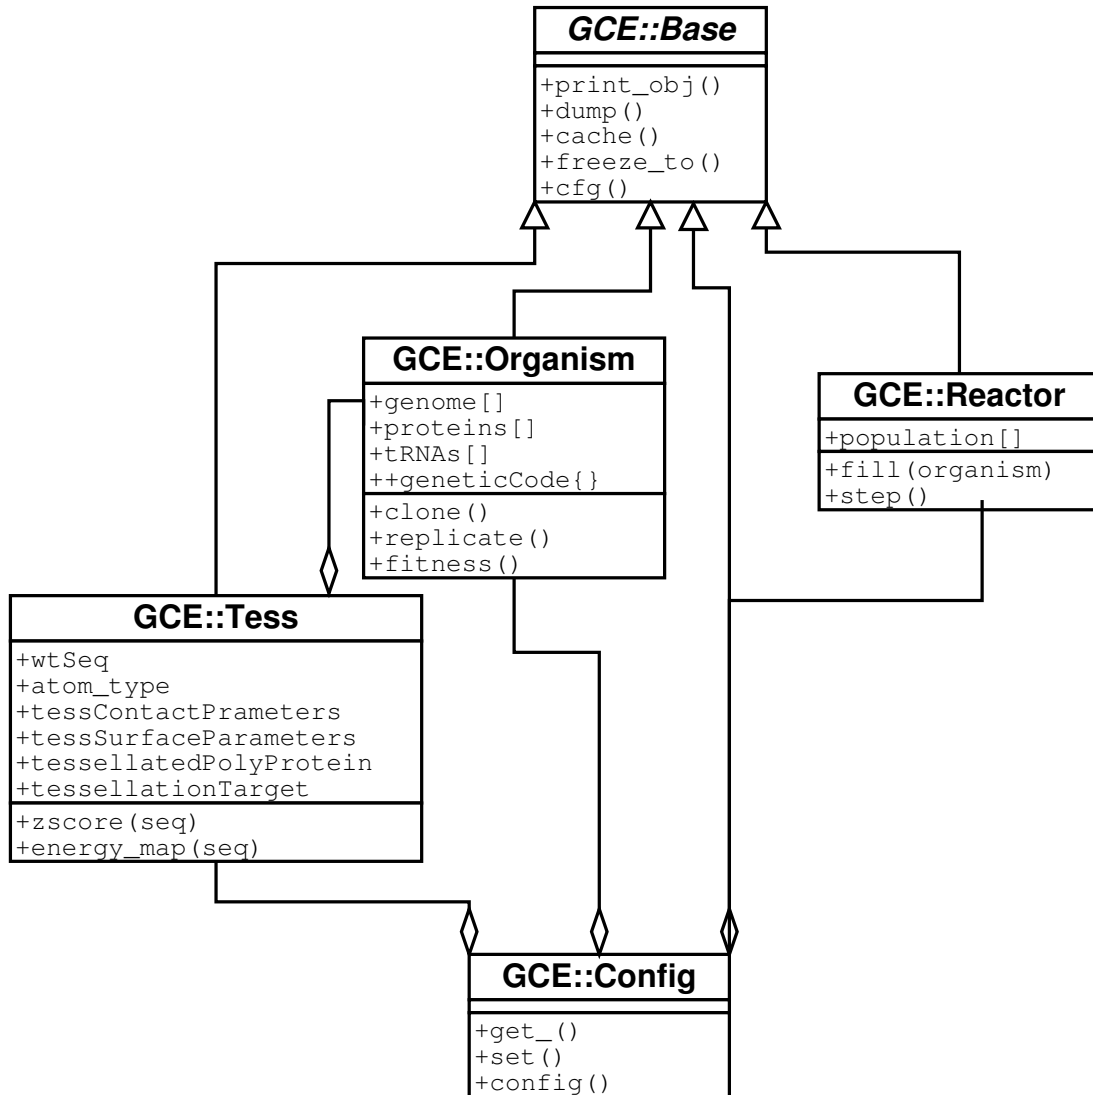 GCE::Base
+print_obj()
+dump()
+cache()
+freeze_to()
+cfg()
GCE::Organism
+genome[]
+proteins[]
+tRNAs[]
++geneticCode{}
+clone()
+replicate()
+fitness()
GCE::Reactor
+population[]
+fill(organism)
+step()
GCE::Tess
+wtSeq
+atom_type
+tessContactPrameters
+tessSurfaceParameters
+tessellatedPolyProtein
+tessellationTarget
+zscore(seq)
+energy_map(seq)
GCE::Config
+get_()
+set()
+config()